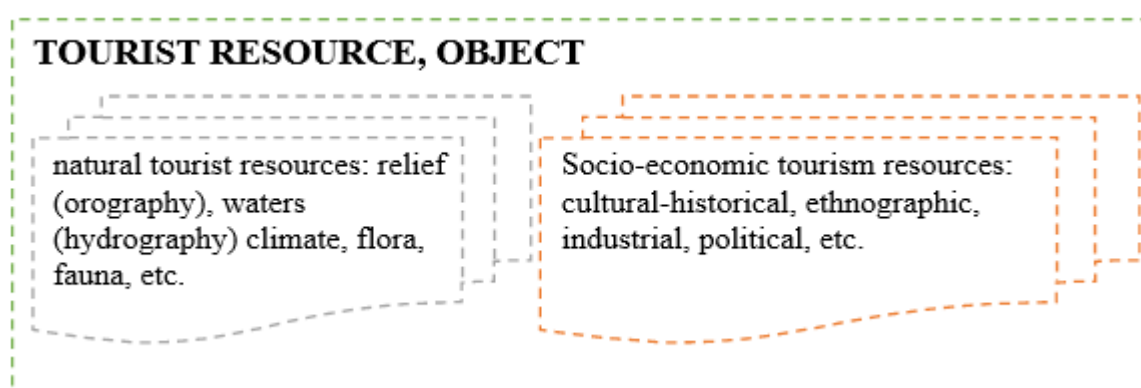 TOURIST RESOURCE, OBJECT
natural tourist resources: relief
(orography), waters
(hydrography) climate, flora,
fauna, etc.
Socio-economic tourism resources:
cultural-historical, ethnographic,
industrial, political, etc.